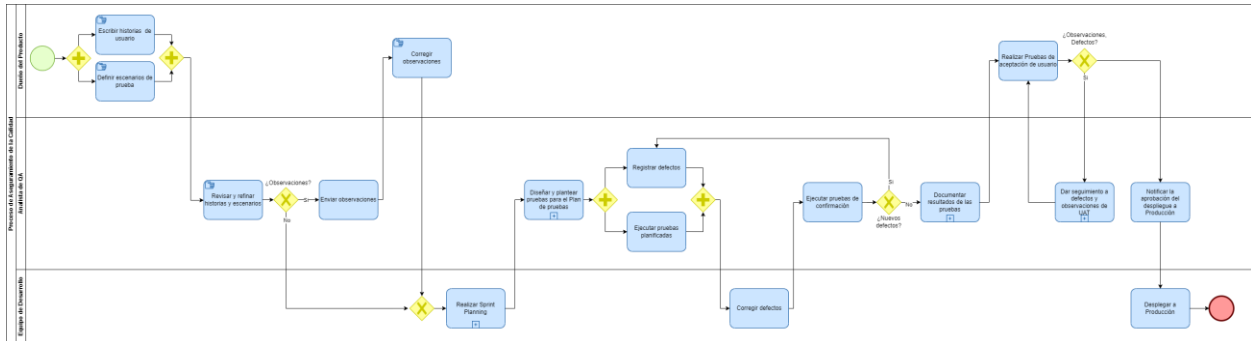 Proceso de Aseguramiento de la Calidad
Dueño del Producto
Escribir historias de
usuario
Definir escenarios de
prueba
Corregir
observaciones
Realizar Pruebas de
aceptación de usuario
¿Observaciones,
Defectos?
Si
Analista de QA
Revisar y refinar
historias y escenarios
¿Observaciones?
Si
No
Enviar observaciones
Diseñar y plantear
pruebas para el Plan
de pruebas
Registrar defectos
Ejecutar pruebas
planificadas
Ejecutar pruebas de
confirmación
Si
No
¿Nuevos
defectos?
Documentar
resultados de las
pruebas
Dar seguimiento a
defectos y
observaciones de
UAT
Notificar la
aprobación del
despliegue a
Producción
Equipo de Desarrollo
Realizar Sprint
Planning
Corregir defectos
Desplegar a
Producción